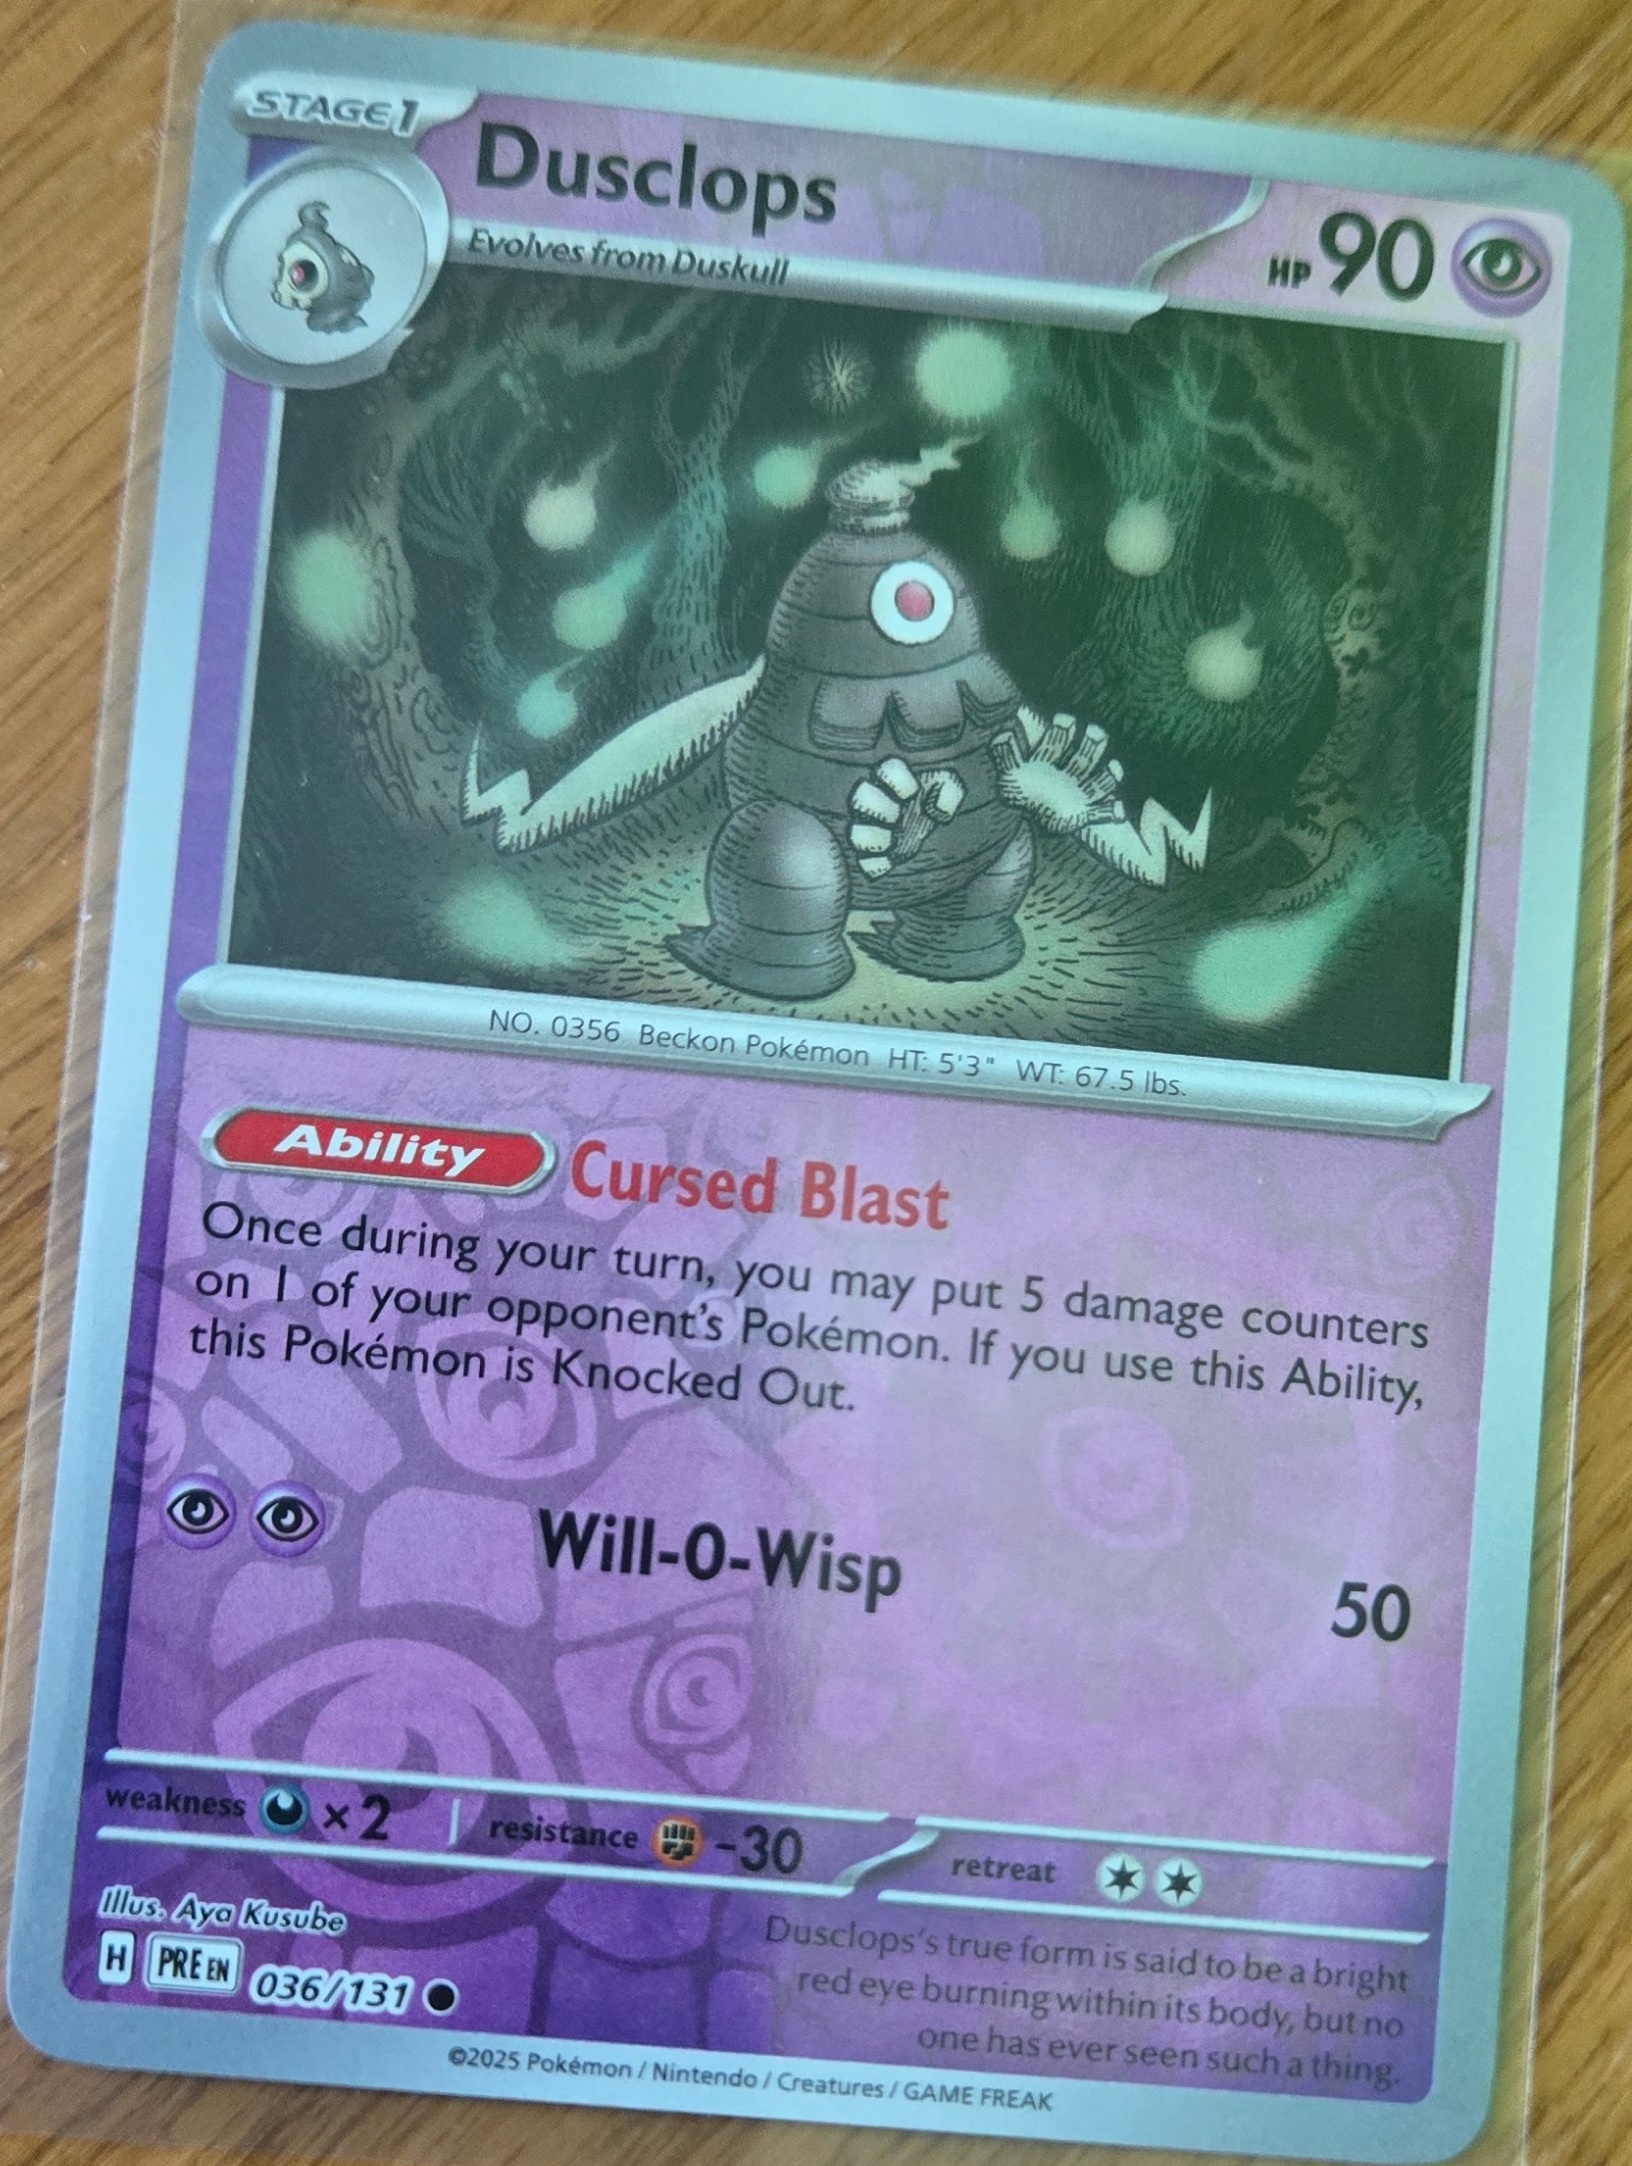 STAGE 1
Dusclops
HP 90
Evolves from Duskull
NO. 0356 Beckon Pokémon HT: 5'3" WT: 67.5 lbs.
Ability Cursed Blast
Once during your turn, you may put 5 damage counters
on 1 of your opponent's Pokémon. If you use this Ability,
this Pokémon is Knocked Out.
Will-O-Wisp 50
weakness ×2 resistance -30 retreat
Illus. Aya Kusube
H PRE EN 036/131
Dusclops's true form is said to be a bright
red eye burning within its body, but no
one has ever seen such a thing.
©2025 Pokémon / Nintendo / Creatures / GAME FREAK